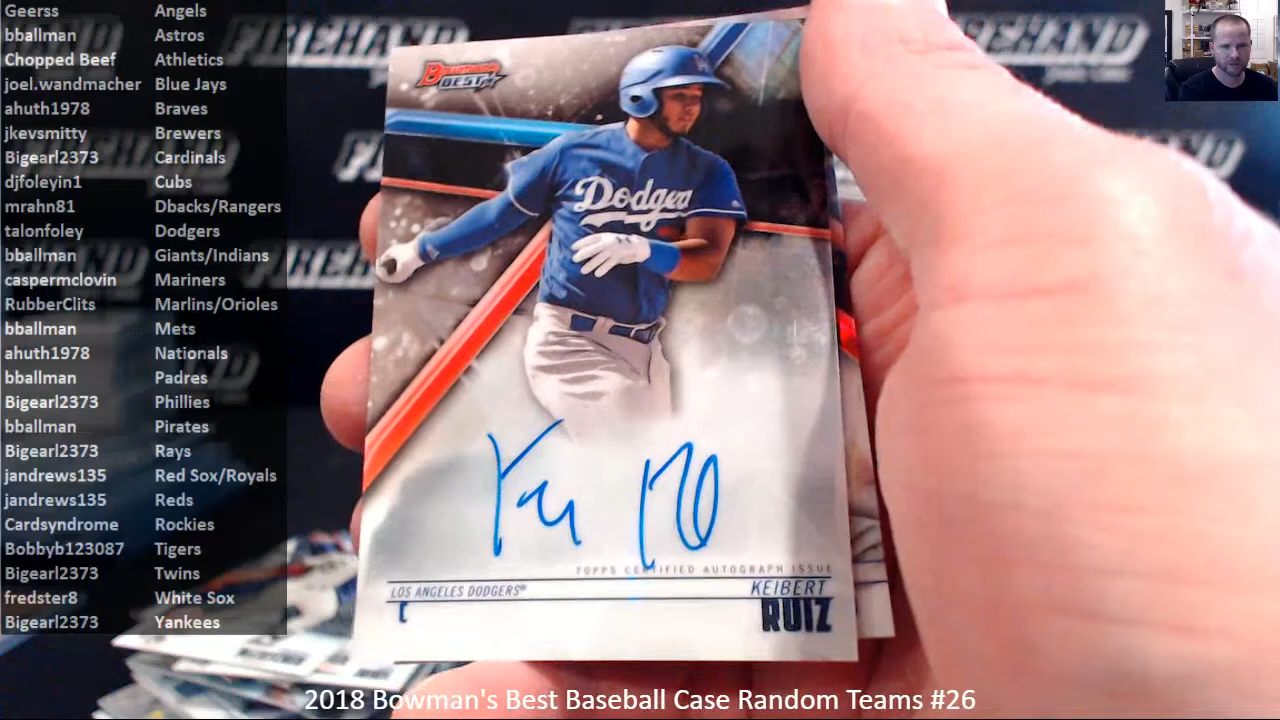 Geerss Angels
bballman Astros
Chopped Beef Athletics
joel.wandmacher Blue Jays
ahuth1978 Braves
jkevsmitty Brewers
Bigearl2373 Cardinals
djfoleyin1 Cubs
mrahn81 Dbacks/Rangers
talonfoley Dodgers
bballman Giants/Indians
caspermclovin Mariners
RubberClits Marlins/Orioles
bballman Mets
ahuth1978 Nationals
bballman Padres
Bigearl2373 Phillies
bballman Pirates
Bigearl2373 Rays
jandrews135 Red Sox/Royals
jandrews135 Reds
Cardsyndrome Rockies
Bobbyb123087 Tigers
Bigearl2373 Twins
fredster8 White Sox
Bigearl2373 Yankees
FIREHAND
BOWMAN'S
BEST
Dodgers
TOPPS CERTIFIED AUTOGRAPH ISSUE
LOS ANGELES DODGERS®
KEIBERT
C
RUIZ
2018 Bowman's Best Baseball Case Random Teams #26